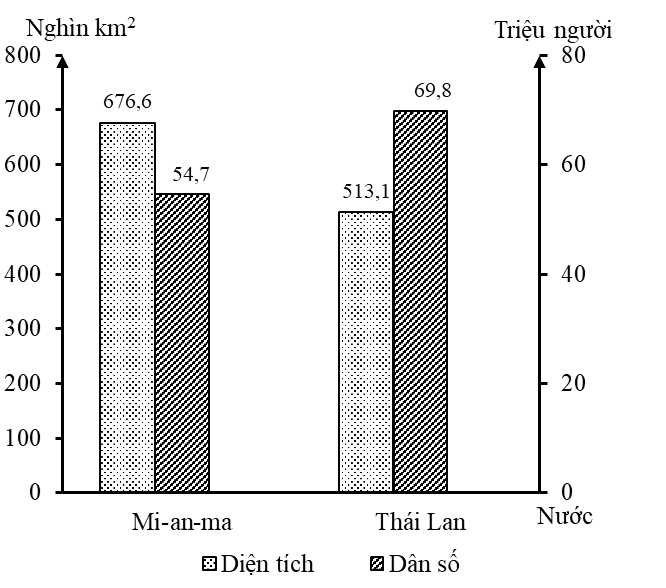 Nghìn km²
Triệu người
800
80
700
676,6
69,8
600
60
54,7
513,1
500
400
40
300
200
20
100
0
0
Mi-an-ma
Thái Lan
Nước
Diện tích
Dân số